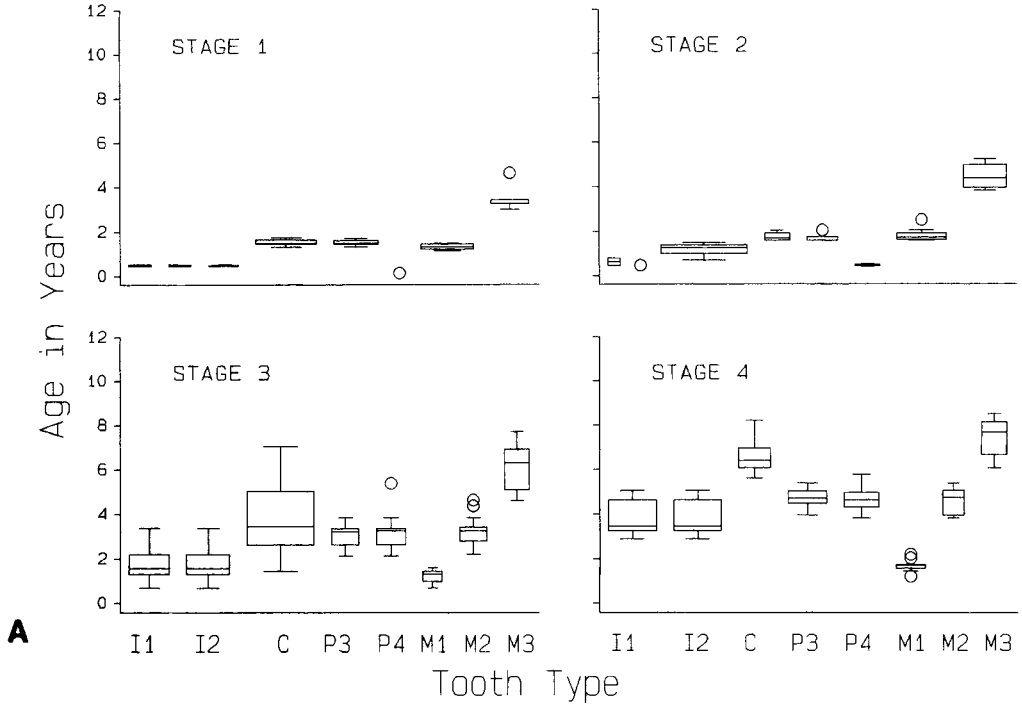 12
10
8
6
4
2
0
STAGE 1
STAGE 2
12
10
8
6
4
2
0
STAGE 3
STAGE 4
Age in Years
A
I1 I2 C P3 P4 M1 M2 M3
I1 I2 C P3 P4 M1 M2 M3
Tooth Type